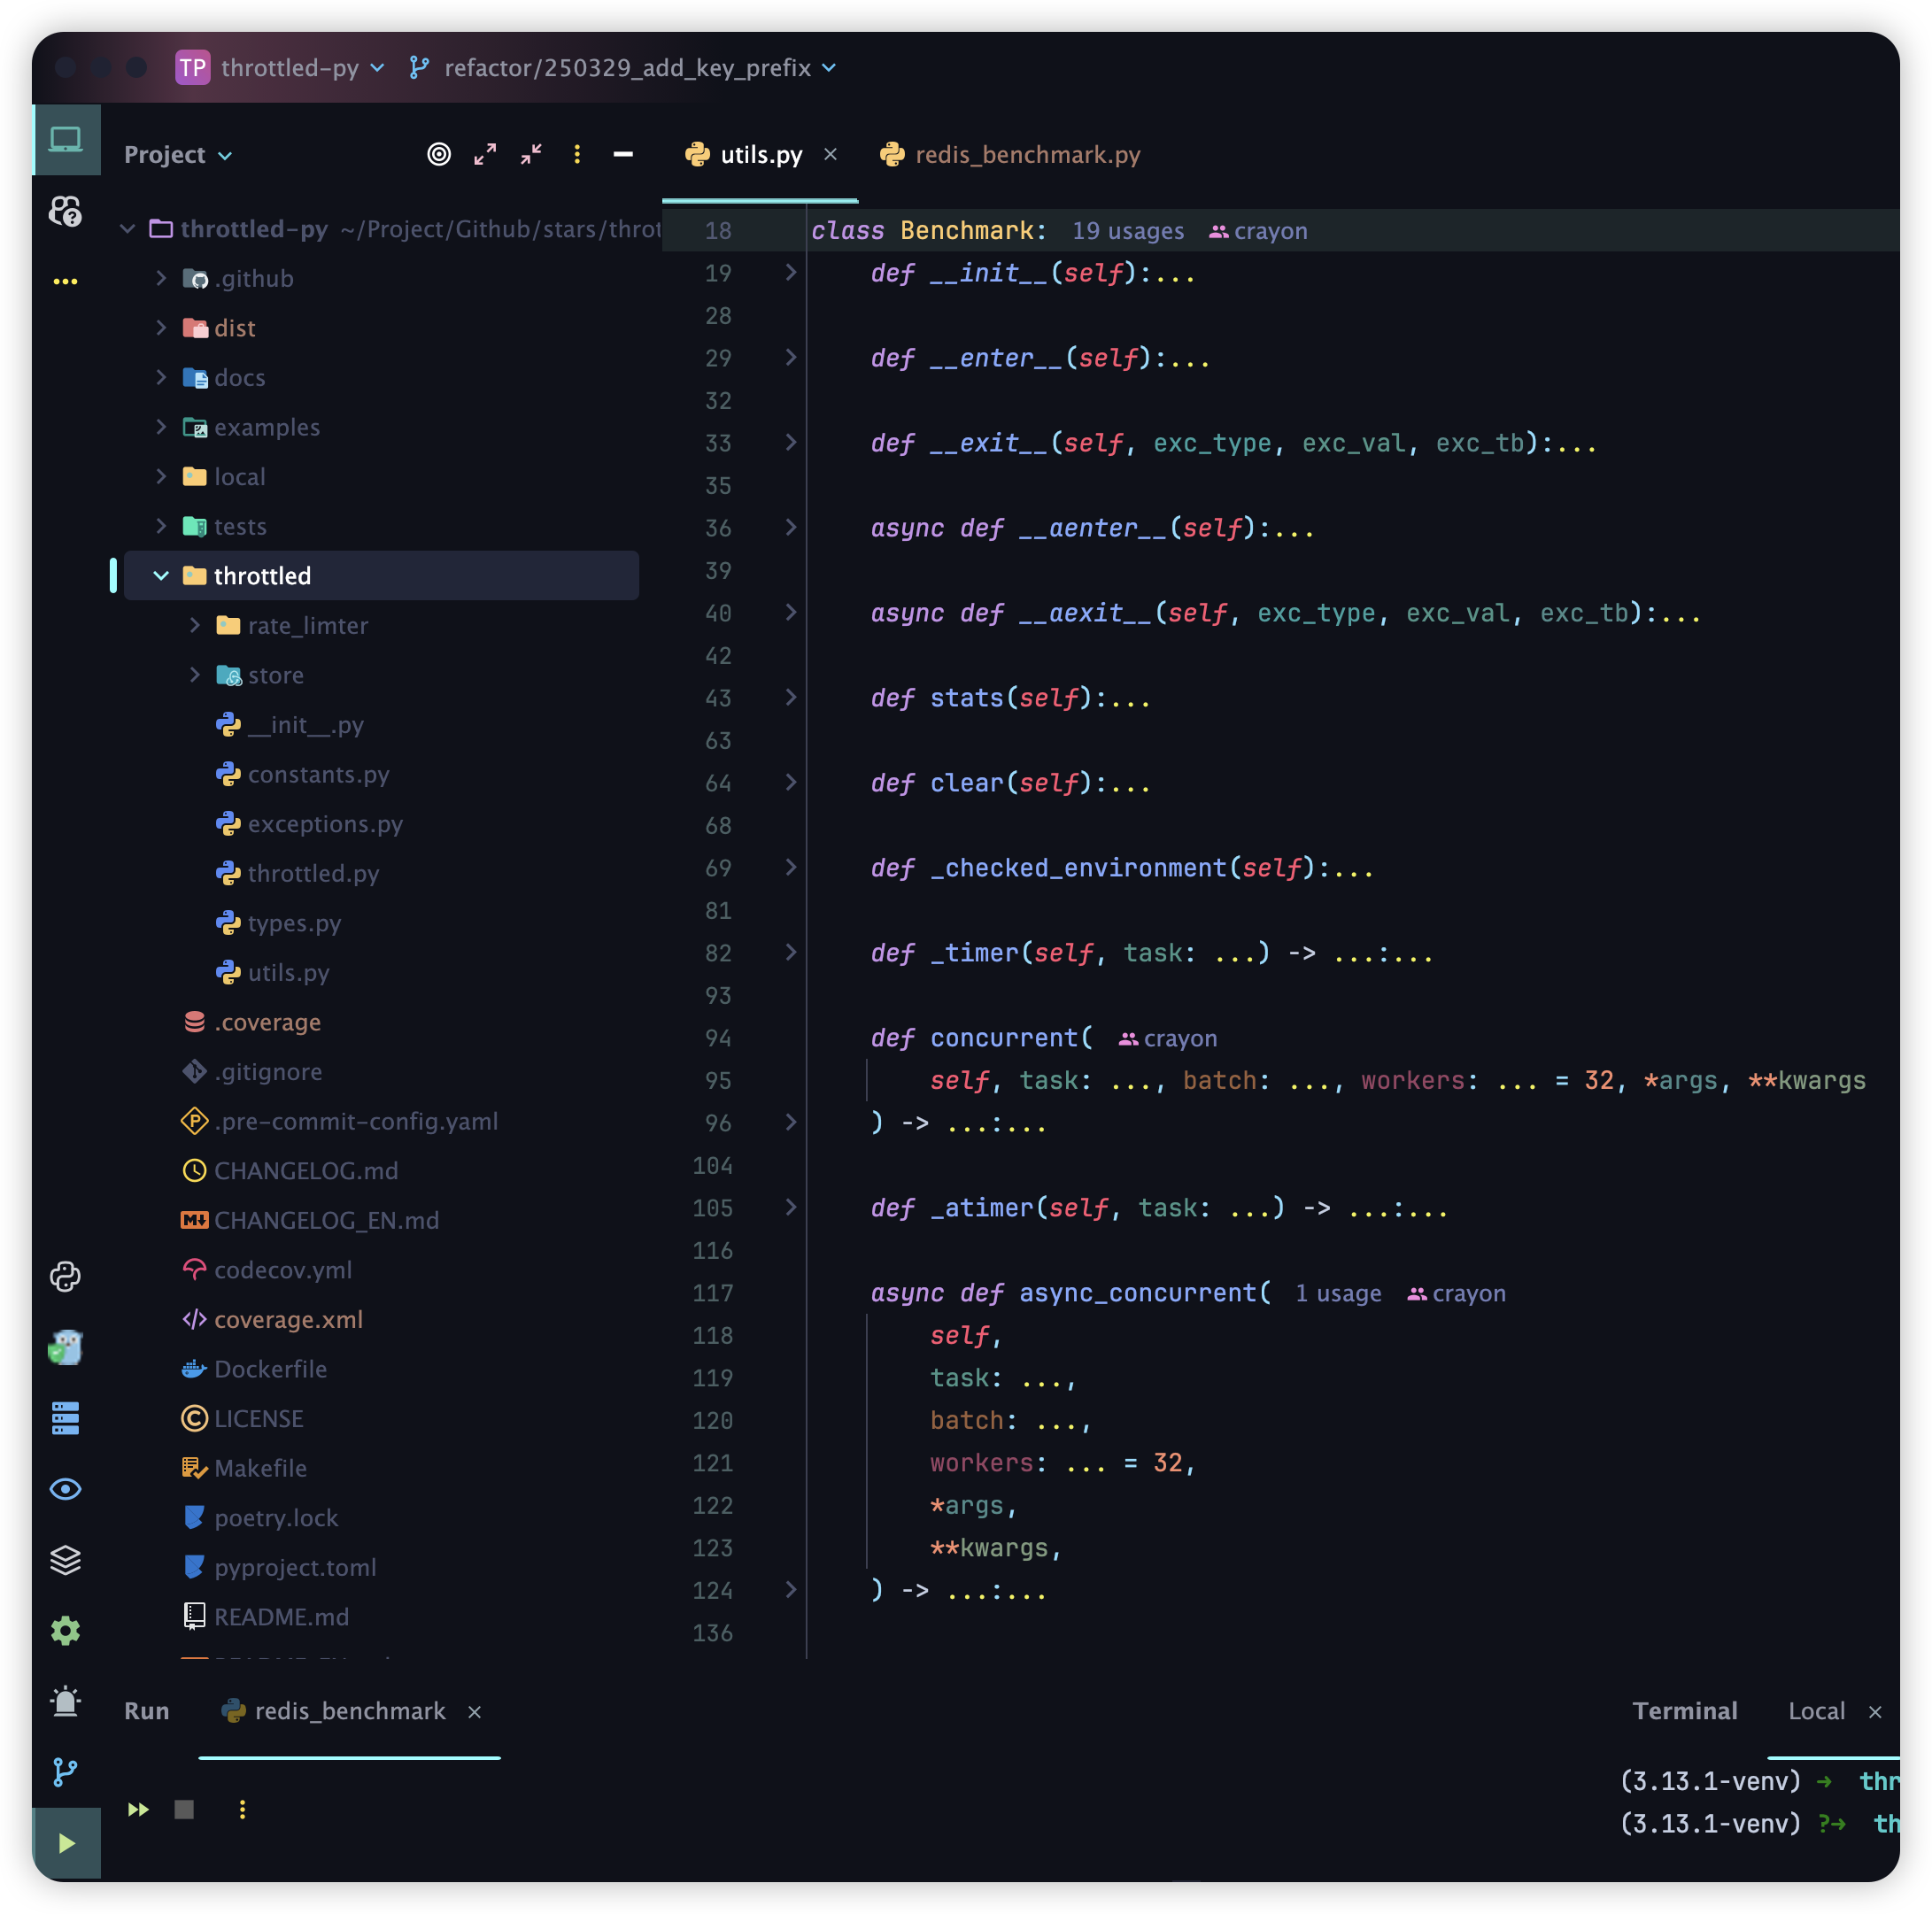 TP throttled-py refactor/250329_add_key_prefix
Project
throttled-py ~/Project/Github/stars/throt
.github
dist
docs
examples
local
tests
throttled
rate_limter
store
__init__.py
constants.py
exceptions.py
throttled.py
types.py
utils.py
.coverage
.gitignore
.pre-commit-config.yaml
CHANGELOG.md
CHANGELOG_EN.md
codecov.yml
coverage.xml
Dockerfile
LICENSE
Makefile
poetry.lock
pyproject.toml
README.md
utils.py redis_benchmark.py
18 class Benchmark: 19 usages crayon
19 def __init__(self):...
28
29 def __enter__(self):...
32
33 def __exit__(self, exc_type, exc_val, exc_tb):...
35
36 async def __aenter__(self):...
39
40 async def __aexit__(self, exc_type, exc_val, exc_tb):...
42
43 def stats(self):...
63
64 def clear(self):...
68
69 def _checked_environment(self):...
81
82 def _timer(self, task: ...) -> ...:...
93
94 def concurrent( crayon
95 self, task: ..., batch: ..., workers: ... = 32, *args, **kwargs
96 ) -> ...:...
104
105 def _atimer(self, task: ...) -> ...:...
116
117 async def async_concurrent( 1 usage crayon
118 self,
119 task: ...,
120 batch: ...,
121 workers: ... = 32,
122 *args,
123 **kwargs,
124 ) -> ...:...
136
Run redis_benchmark
Terminal Local
(3.13.1-venv) ➜ thr
(3.13.1-venv) ?➜ th